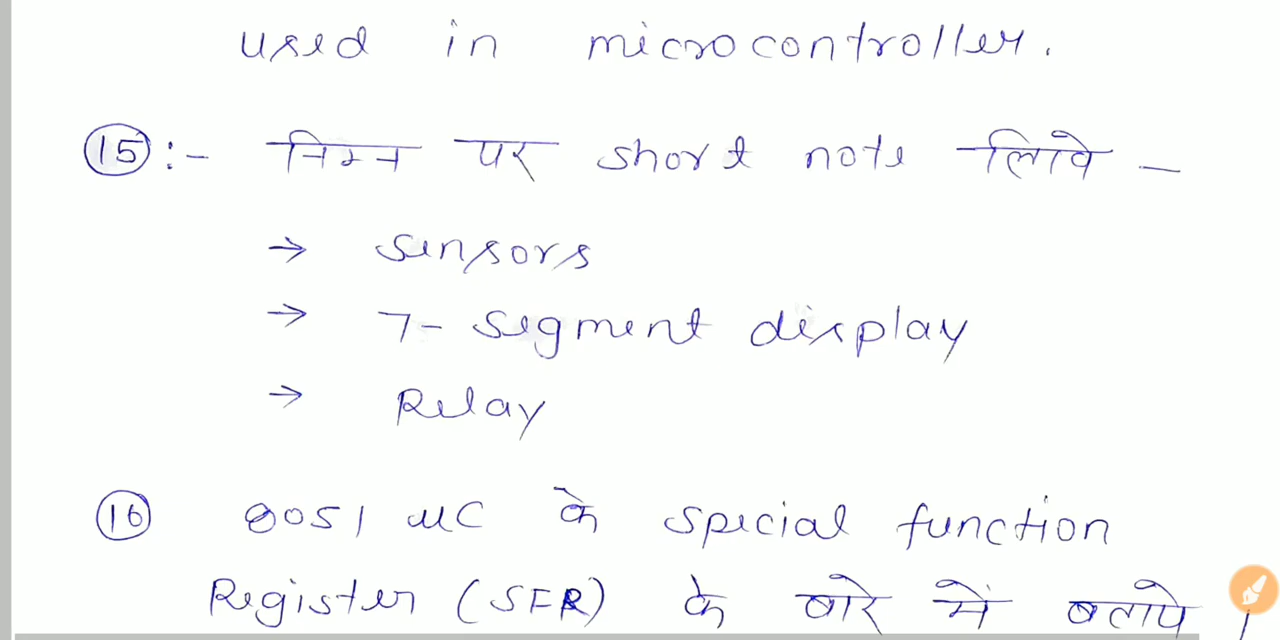 used in microcontroller.
15 :- निम्न पर short note लिखे -
→ Sensors
→ 7- segment display
→ Relay
16 8051 uC के special function
Register (SFR) के बारे में बताये ।